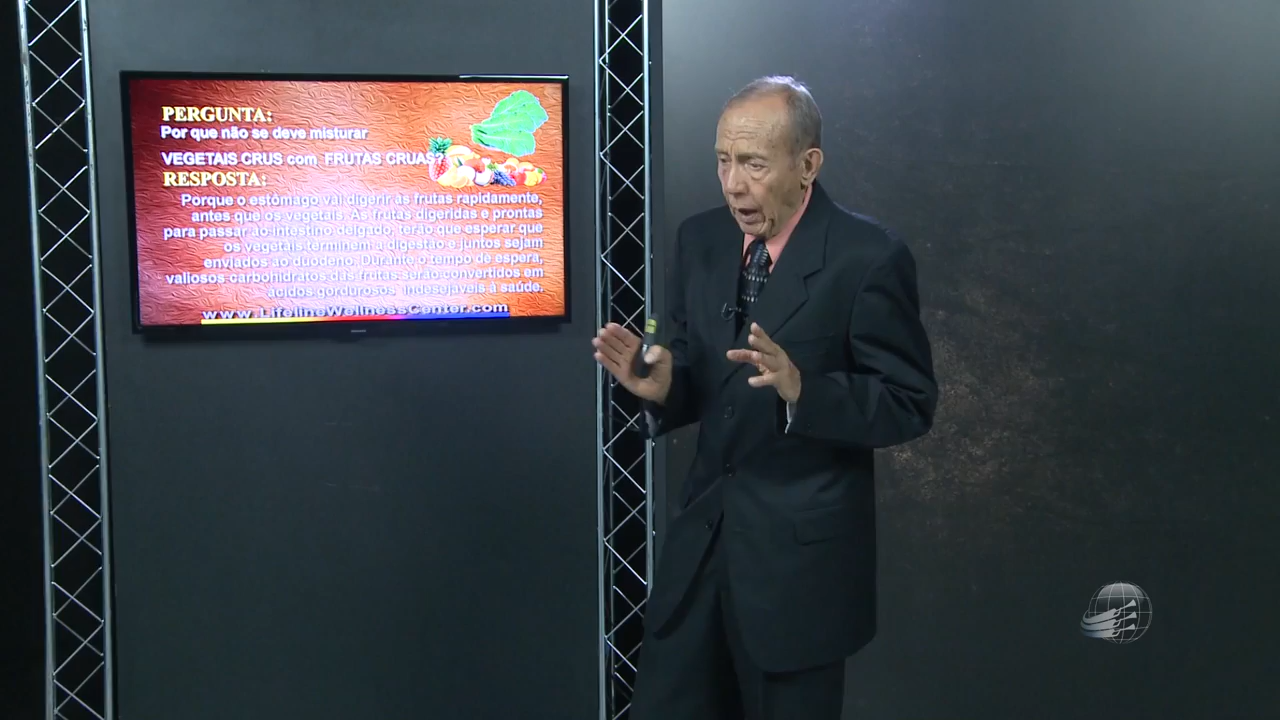 PERGUNTA:
Por que não se deve misturar
VEGETAIS CRUS com FRUTAS CRUAS?
RESPOSTA:
Porque o estômago vai digerir as frutas rapidamente,
antes que os vegetais. As frutas digeridas e prontas
para passar ao intestino delgado, terão que esperar que
os vegetais terminem a digestão e juntos sejam
enviados ao duodeno. Durante o tempo de espera,
valiosos carbohidratos das frutas serão convertidos em
ácidos gordurosos, indesejáveis à saúde.
www.LifelineWellnessCenter.com